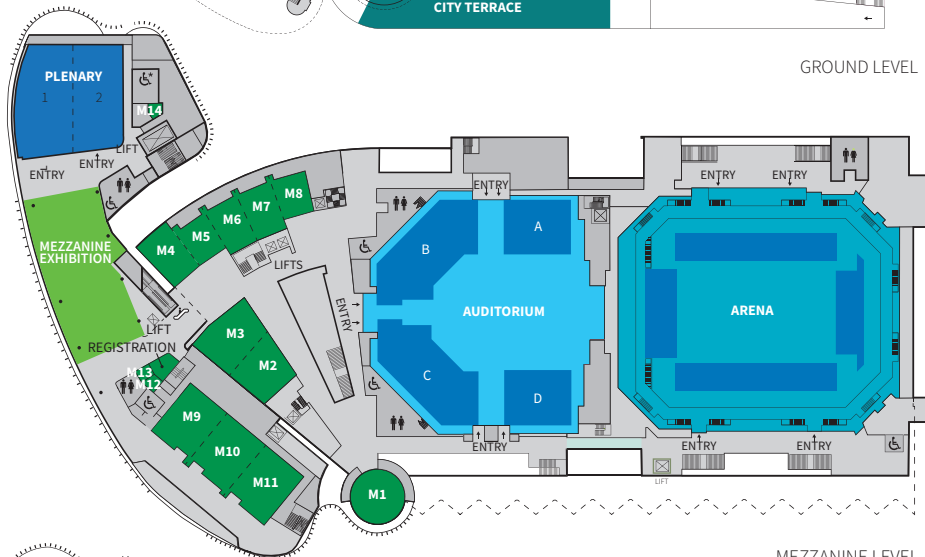 CITY TERRACE
GROUND LEVEL
PLENARY
1 2
M14
LIFT
ENTRY
ENTRY
MEZZANINE
EXHIBITION
M4
M5
M6
M7
M8
LIFTS
LIFT
REGISTRATION
M13
M12
M3
M2
M9
M10
M11
M1
ENTRY
ENTRY
ENTRY
A
B
C
D
AUDITORIUM
ENTRY
ENTRY
ARENA
ENTRY
ENTRY
LIFT
MEZZANINE LEVEL